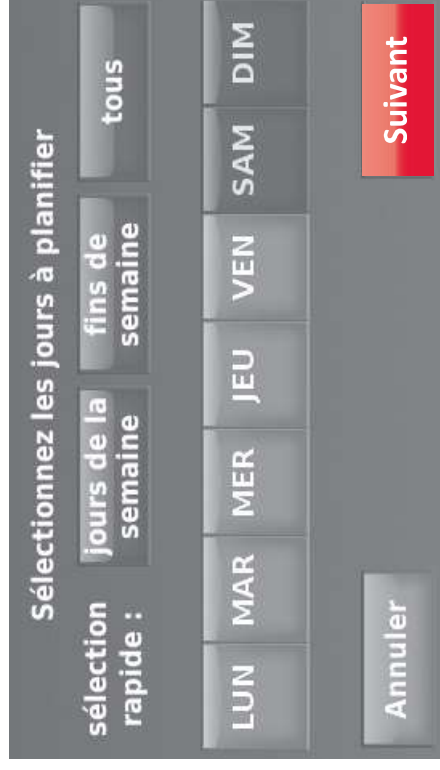 Sélectionnez les jours à planifier
sélection
rapide :
jours de la
semaine
fins de
semaine
tous
LUN
MAR
MER
JEU
VEN
SAM
DIM
Annuler
Suivant